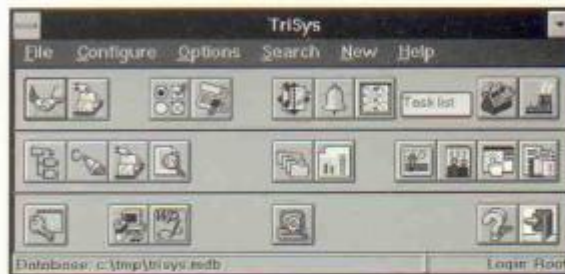 TriSys
File Configure Options Search New Help
Task list
Database: c:\tmp\trisys.mdb Login: Root